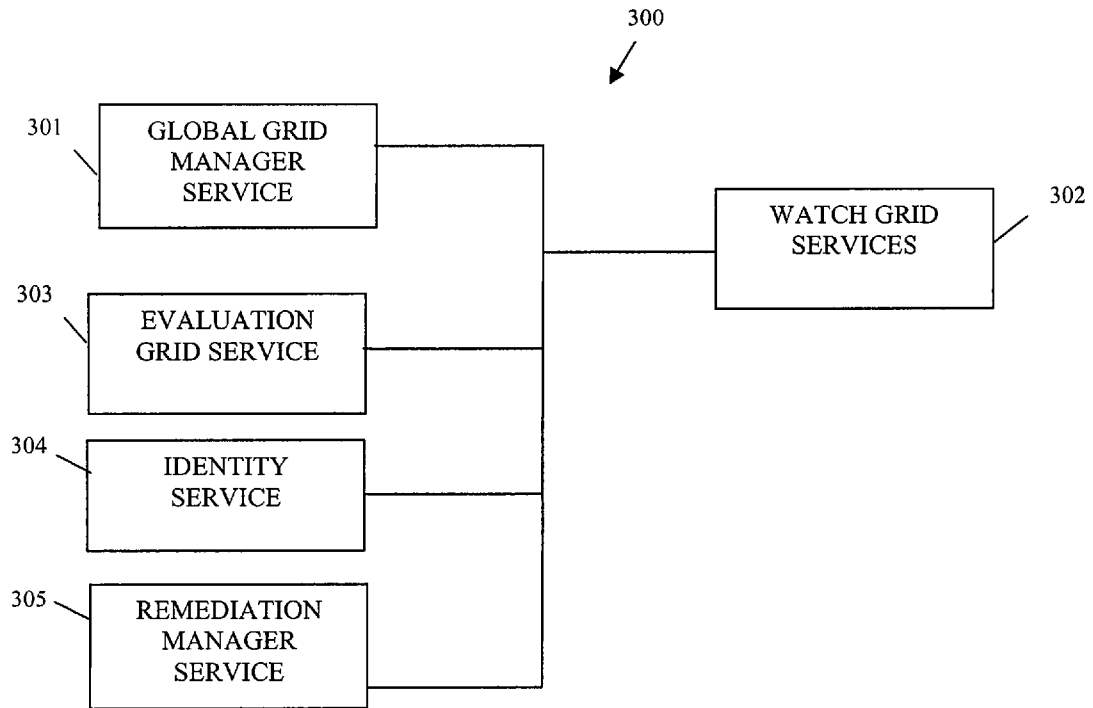 300
301
GLOBAL GRID
MANAGER
SERVICE
302
WATCH GRID
SERVICES
303
EVALUATION
GRID SERVICE
304
IDENTITY
SERVICE
305
REMEDIATION
MANAGER
SERVICE